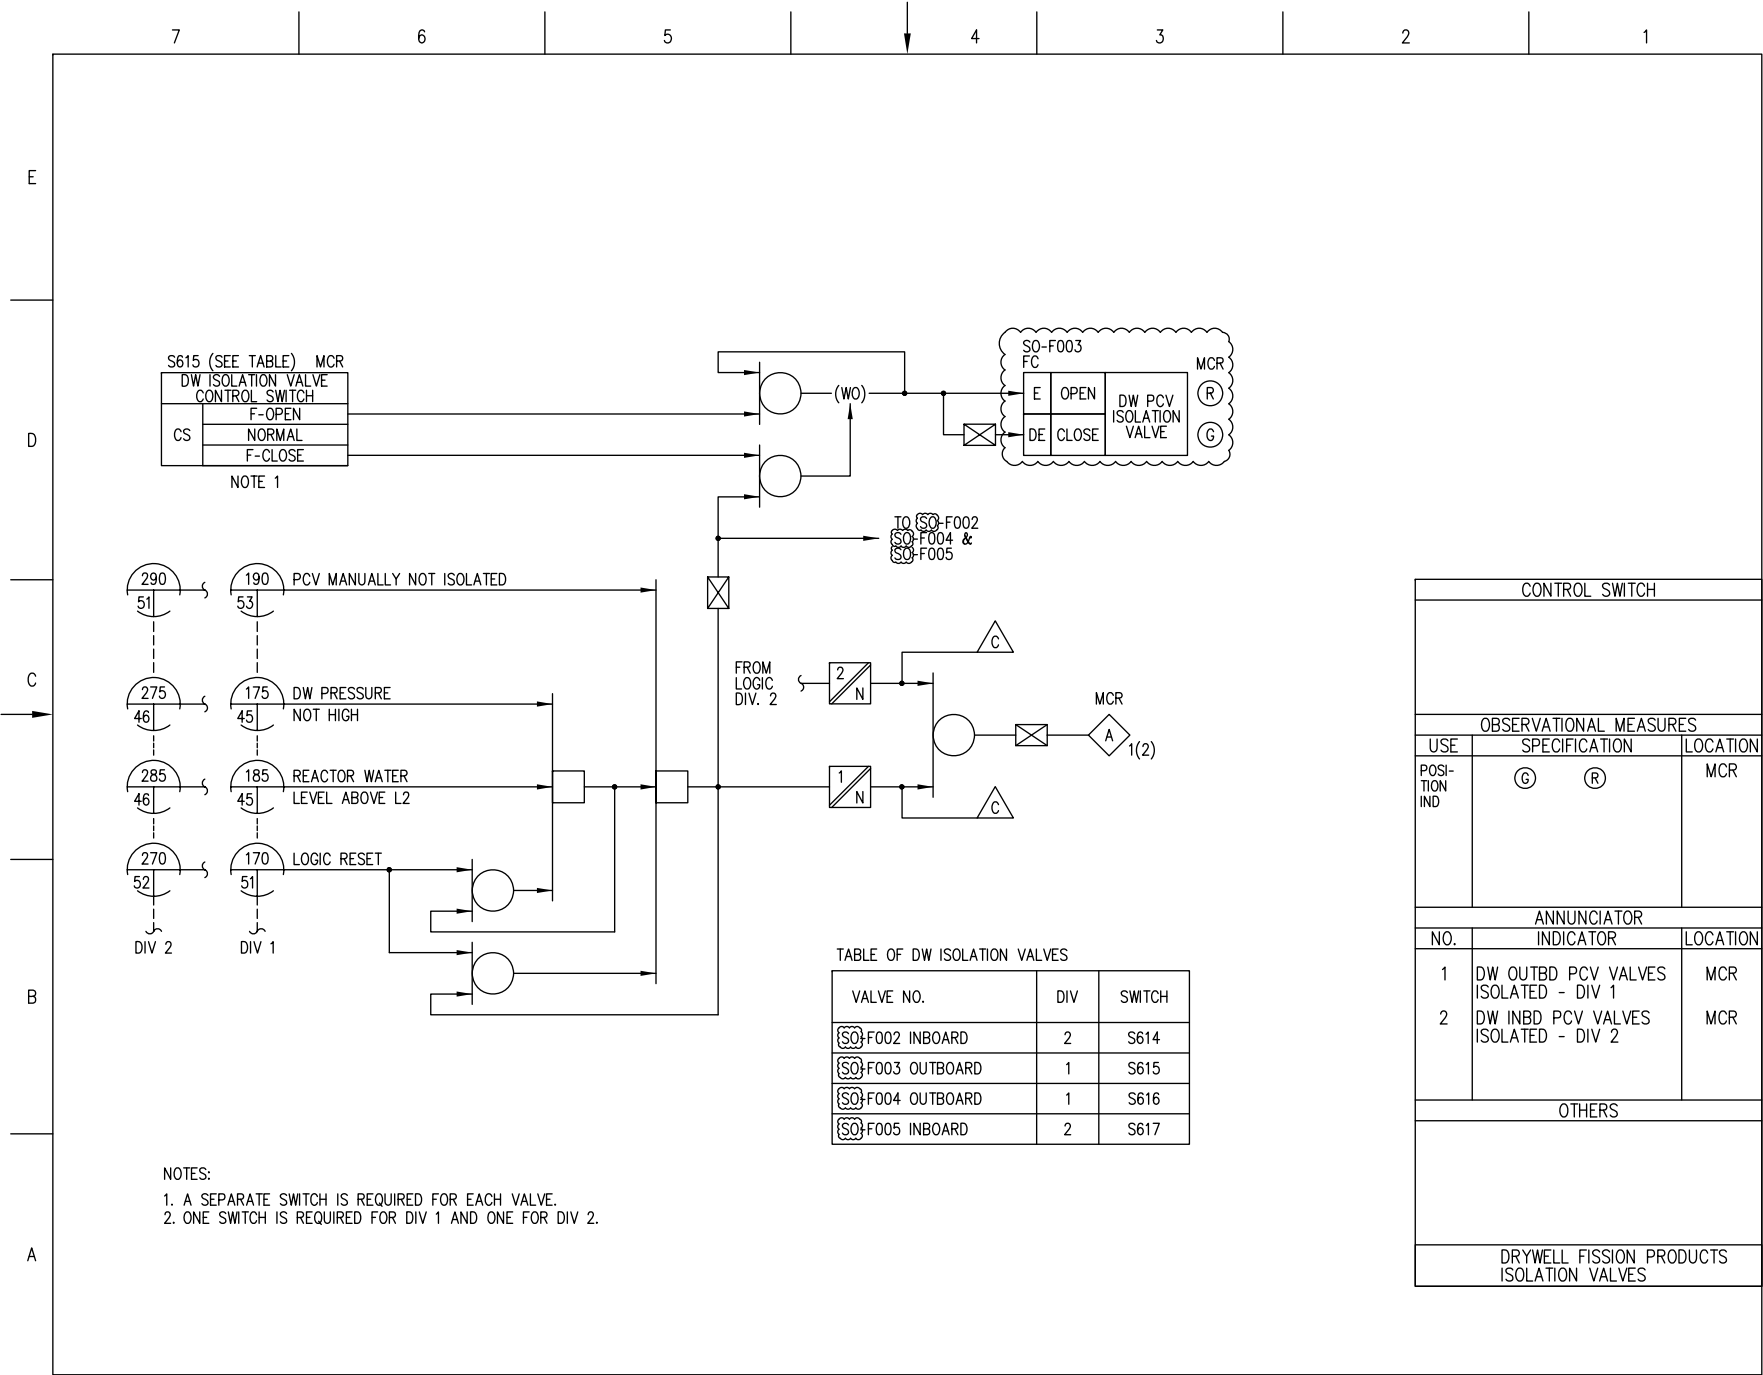 7
6
5
4
3
2
1
E
D
C
B
A
S615 (SEE TABLE) MCR
DW ISOLATION VALVE
CONTROL SWITCH
CS
F-OPEN
NORMAL
F-CLOSE
NOTE 1
(WO)
SO-F003
FC
MCR
E
OPEN
DE
CLOSE
DW PCV
ISOLATION
VALVE
R
G
TO SO-F002
SO-F004 &
SO-F005
290
51
190
53
PCV MANUALLY NOT ISOLATED
275
46
175
45
DW PRESSURE
NOT HIGH
285
46
185
45
REACTOR WATER
LEVEL ABOVE L2
270
52
170
51
LOGIC RESET
DIV 2
DIV 1
FROM
LOGIC
DIV. 2
2
N
C
1
N
C
MCR
A
1(2)
TABLE OF DW ISOLATION VALVES
VALVE NO. DIV SWITCH
SO-F002 INBOARD 2 S614
SO-F003 OUTBOARD 1 S615
SO-F004 OUTBOARD 1 S616
SO-F005 INBOARD 2 S617
NOTES:
1. A SEPARATE SWITCH IS REQUIRED FOR EACH VALVE.
2. ONE SWITCH IS REQUIRED FOR DIV 1 AND ONE FOR DIV 2.
CONTROL SWITCH
OBSERVATIONAL MEASURES
USE SPECIFICATION LOCATION
POSI-
TION
IND
G R MCR
ANNUNCIATOR
NO. INDICATOR LOCATION
1 DW OUTBD PCV VALVES MCR
ISOLATED - DIV 1
2 DW INBD PCV VALVES MCR
ISOLATED - DIV 2
OTHERS
DRYWELL FISSION PRODUCTS
ISOLATION VALVES